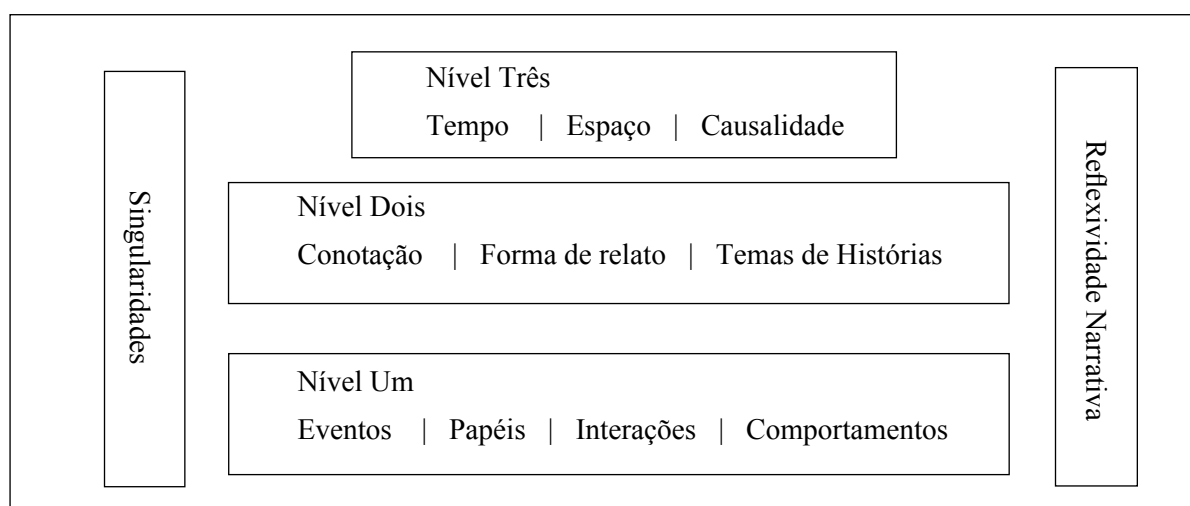 Singularidades
Nível Três
Tempo | Espaço | Causalidade
Nível Dois
Conotação | Forma de relato | Temas de Histórias
Nível Um
Eventos | Papéis | Interações | Comportamentos
Reflexividade Narrativa